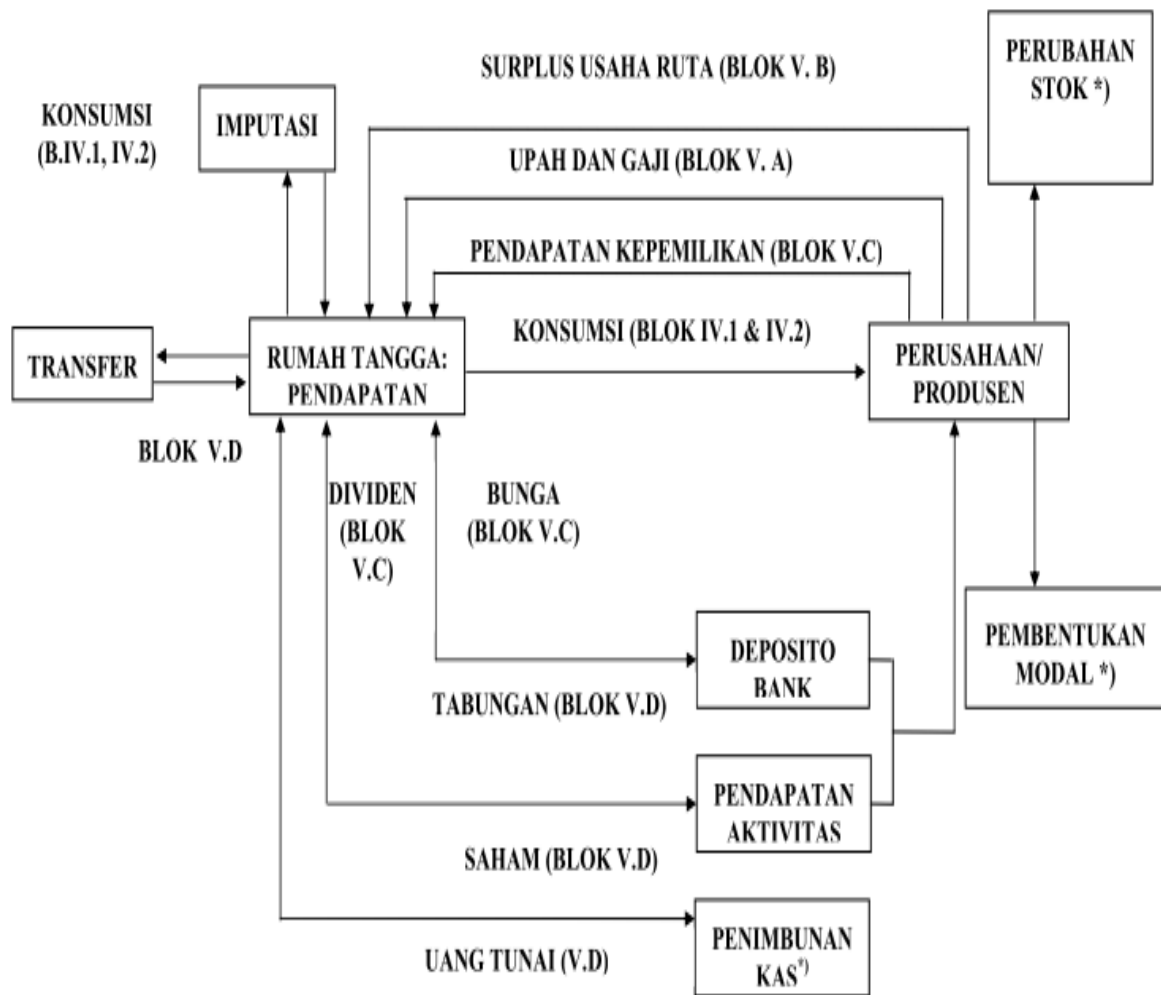 PERUBAHAN
STOK *)
SURPLUS USAHA RUTA (BLOK V. B)
KONSUMSI
(B.IV.1, IV.2)
IMPUTASI
UPAH DAN GAJI (BLOK V. A)
PENDAPATAN KEPEMILIKAN (BLOK V.C)
KONSUMSI (BLOK IV.1 & IV.2)
TRANSFER
RUMAH TANGGA:
PENDAPATAN
PERUSAHAAN/
PRODUSEN
BLOK V.D
DIVIDEN
(BLOK
V.C)
BUNGA
(BLOK V.C)
DEPOSITO
BANK
PEMBENTUKAN
MODAL *)
TABUNGAN (BLOK V.D)
PENDAPATAN
AKTIVITAS
SAHAM (BLOK V.D)
PENIMBUNAN
KAS*)
UANG TUNAI (V.D)